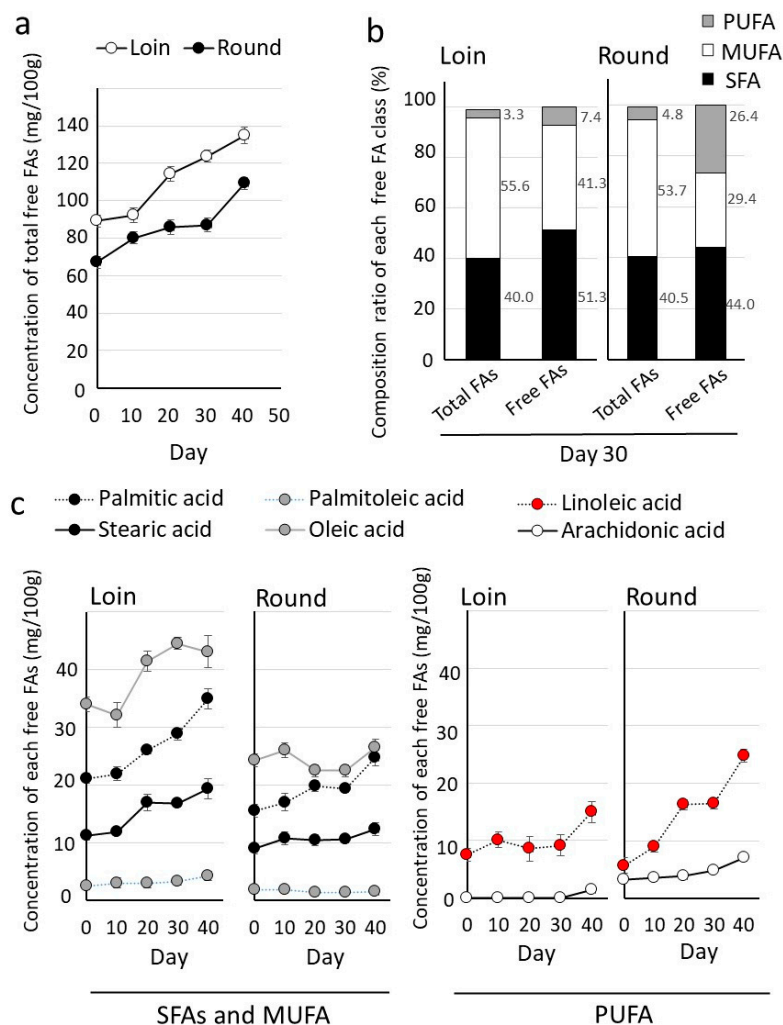 a
Loin Round
Concentration of total free FAs (mg/100g)
140
120
100
80
60
40
20
0
0 10 20 30 40 50
Day
b
PUFA
MUFA
SFA
Loin Round
Composition ratio of each free FA class (%)
100
80
60
40
20
0
3.3 7.4 4.8 26.4
55.6 41.3 53.7 29.4
40.0 51.3 40.5 44.0
Total FAs Free FAs Total FAs Free FAs
Day 30
c
Palmitic acid Palmitoleic acid Linoleic acid
Stearic acid Oleic acid Arachidonic acid
Loin Round
Concentration of each free FAs (mg/100g)
40
30
20
10
0
0 10 20 30 40 0 10 20 30 40
Day Day
SFAs and MUFA
Loin Round
Concentration of each free FAs (mg/100g)
40
30
20
10
0
0 10 20 30 40 0 10 20 30 40
Day Day
PUFA